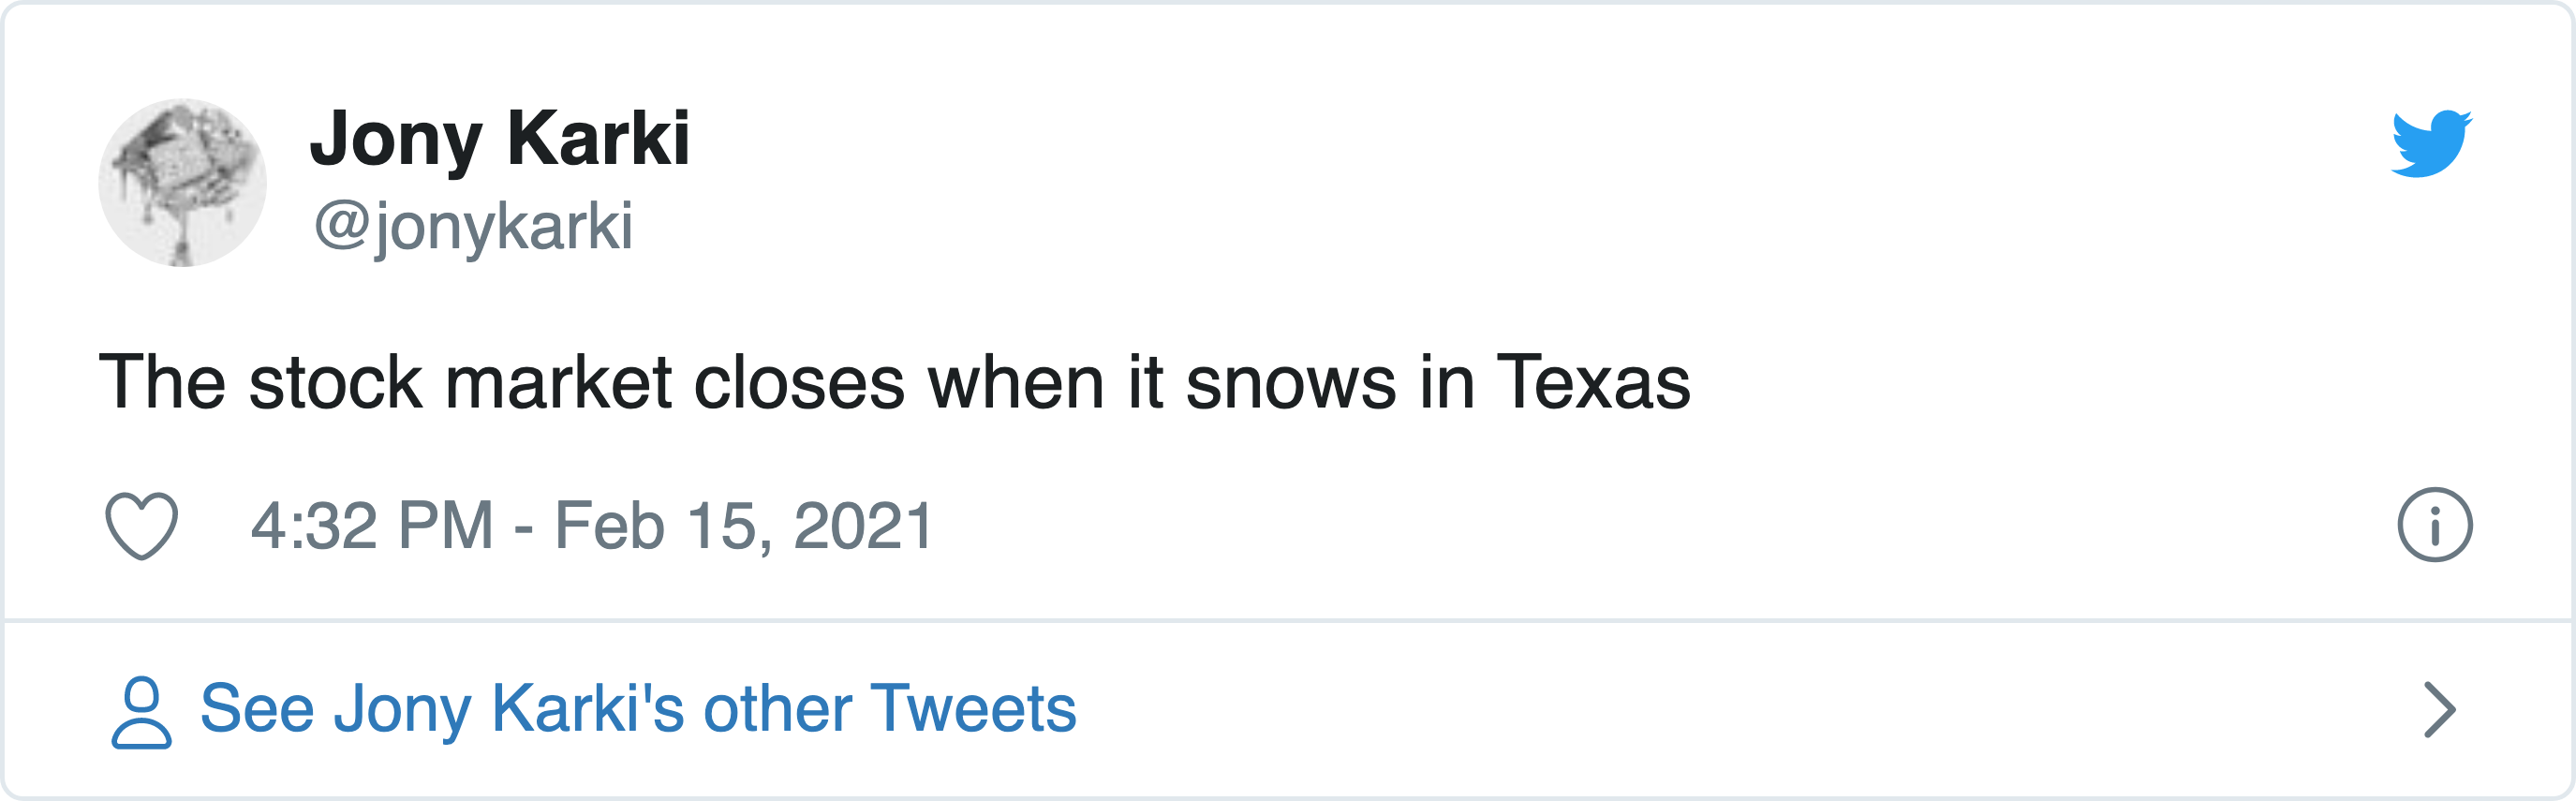 Jony Karki
@jonykarki
The stock market closes when it snows in Texas
4:32 PM - Feb 15, 2021
See Jony Karki's other Tweets